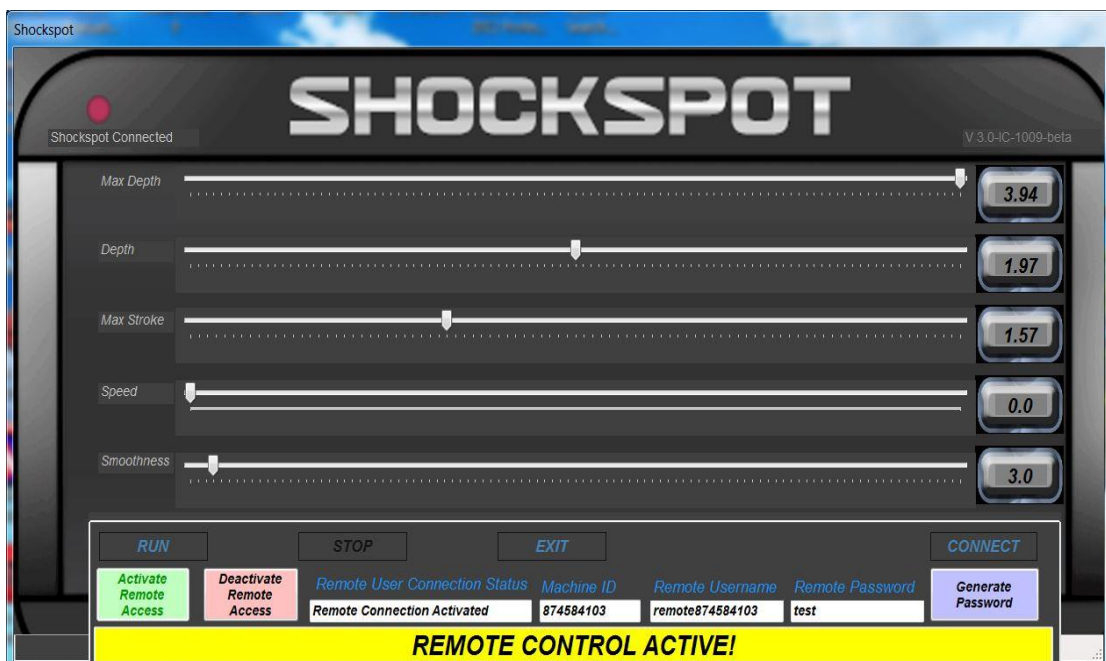 Shockspot
SHOCKSPOT
Shockspot Connected
V 3.0-IC-1009-beta
Max Depth
3.94
Depth
1.97
Max Stroke
1.57
Speed
0.0
Smoothness
3.0
RUN STOP EXIT CONNECT
Activate Remote Access
Deactivate Remote Access
Remote User Connection Status Machine ID Remote Username Remote Password
Generate Password
Remote Connection Activated 874584103 remote874584103 test
REMOTE CONTROL ACTIVE!